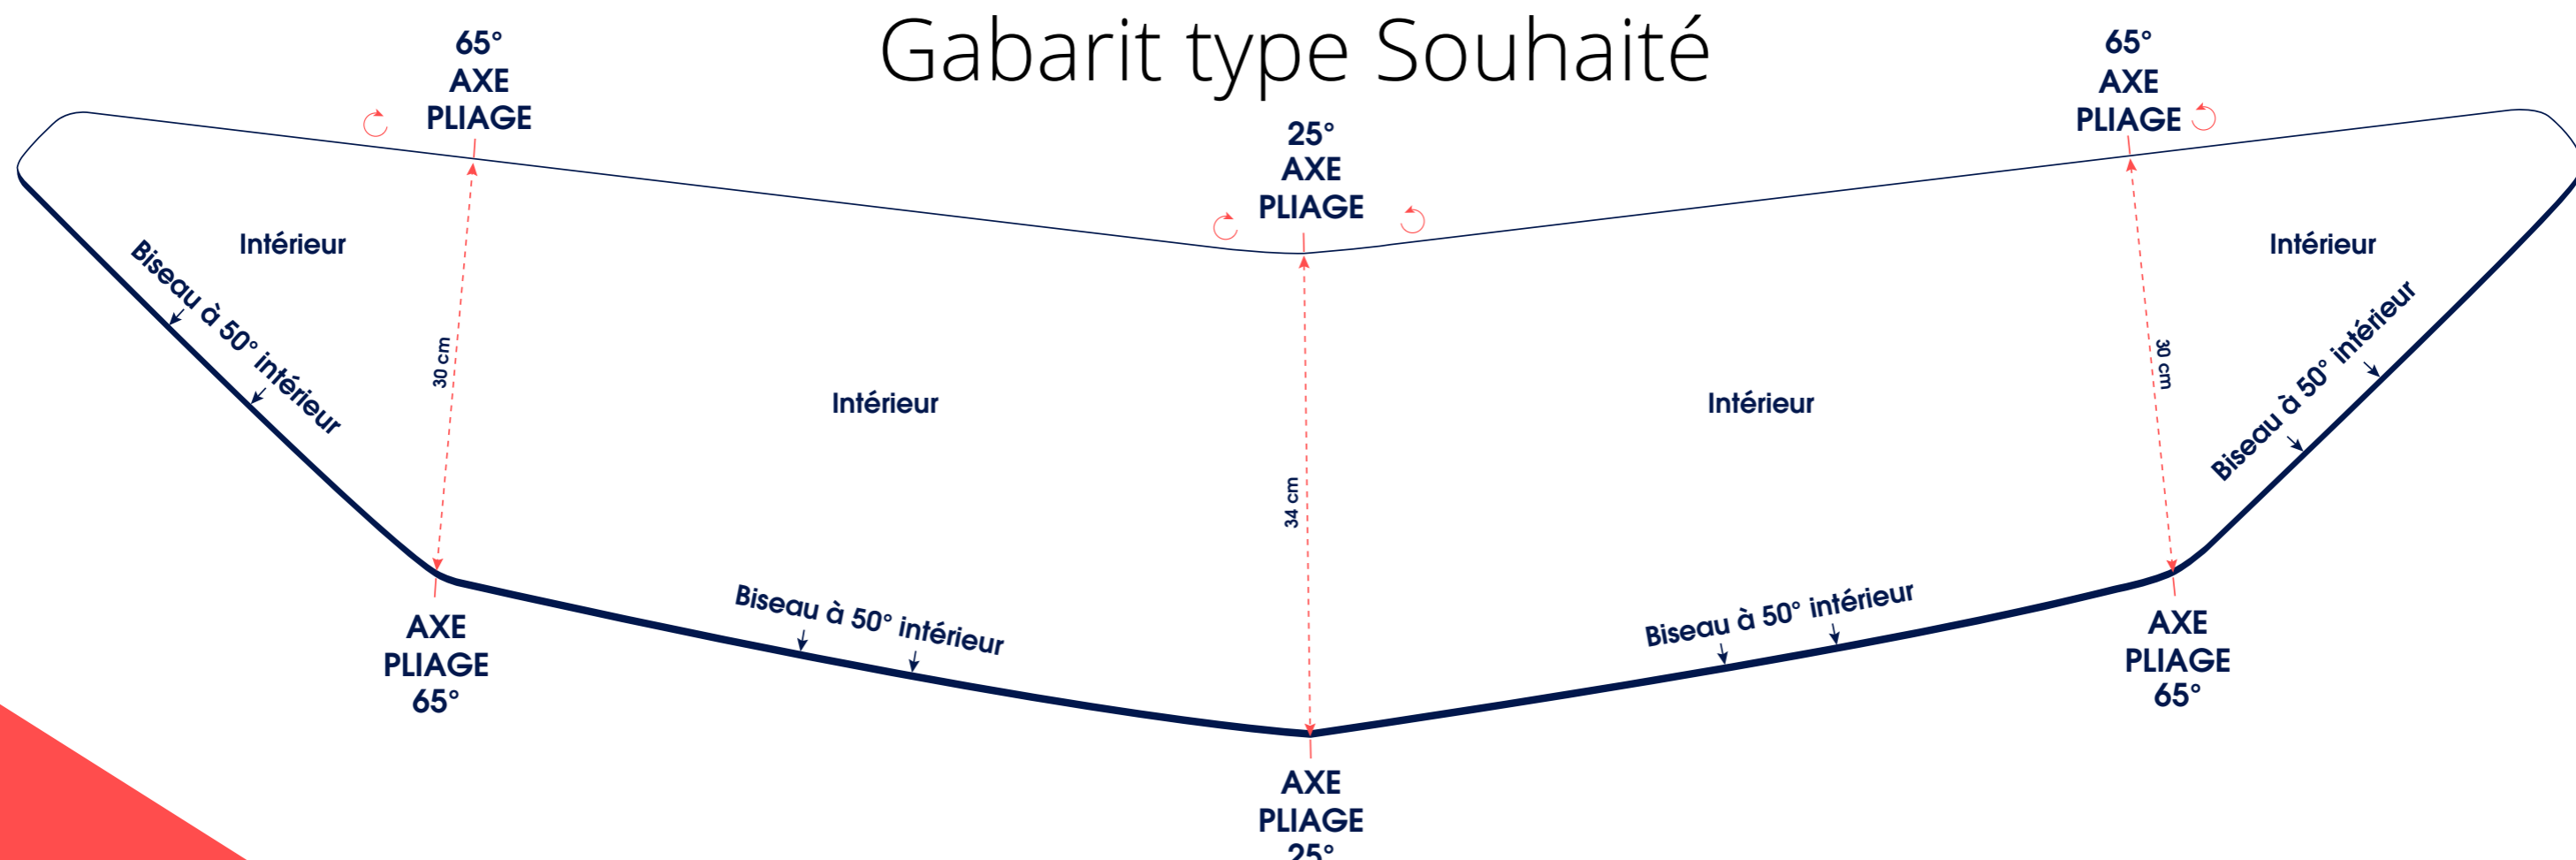 Gabarit type Souhaité
65°
AXE
PLIAGE
25°
AXE
PLIAGE
65°
AXE
PLIAGE
Intérieur
Biseau à 50° intérieur
30 cm
Intérieur
34 cm
Intérieur
30 cm
Intérieur
Biseau à 50° intérieur
Biseau à 50° intérieur
Biseau à 50° intérieur
AXE
PLIAGE
65°
AXE
PLIAGE
25°
AXE
PLIAGE
65°